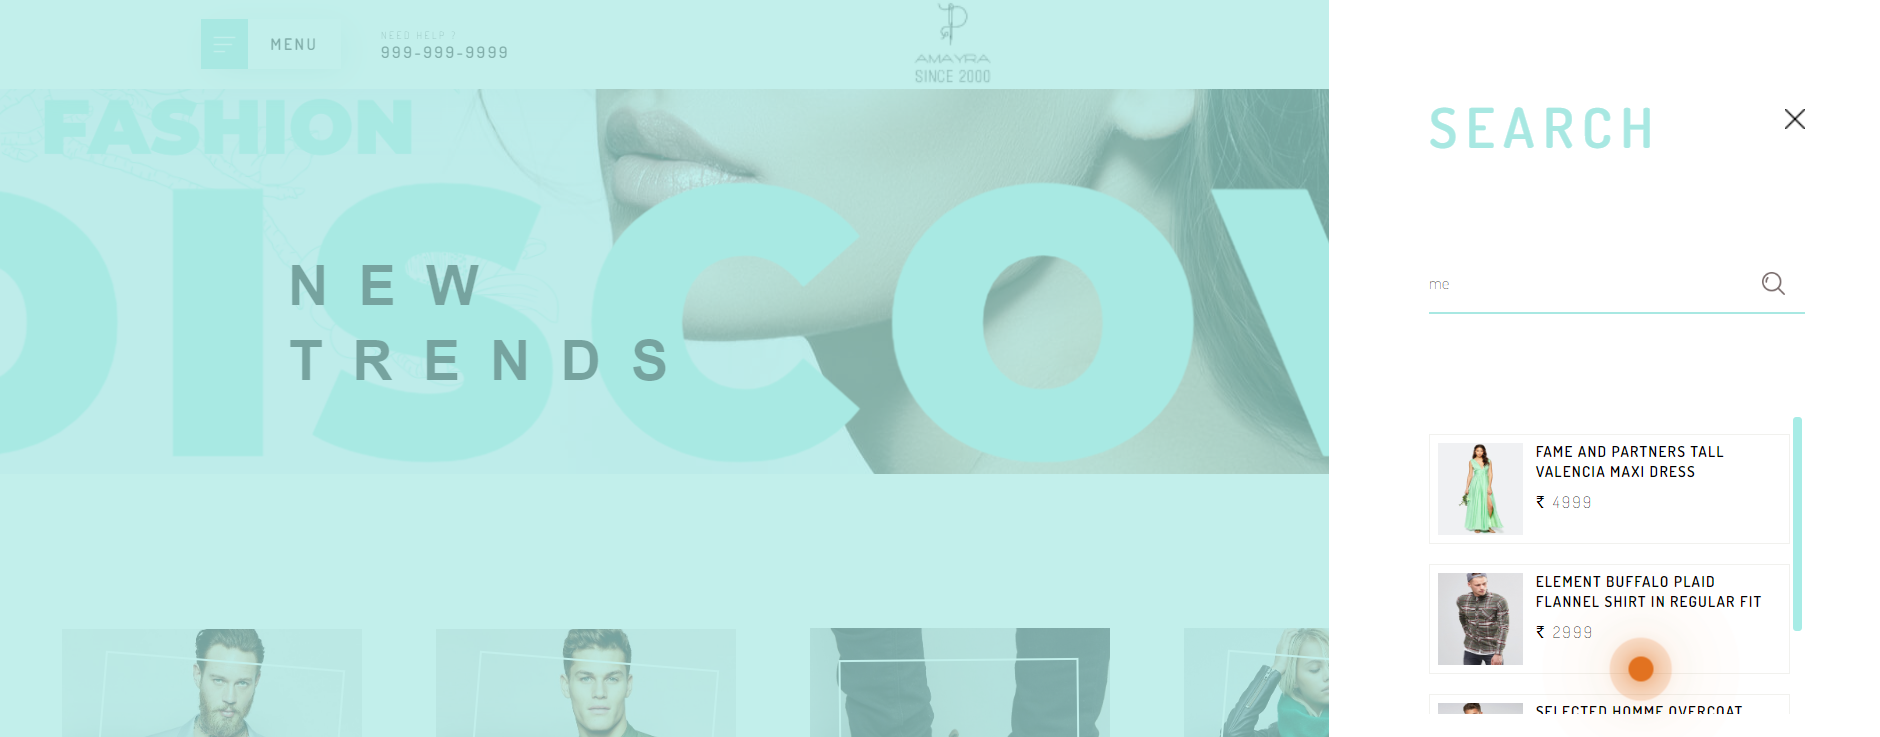 MENU
NEED HELP ?
999-999-9999
AMAYRA
SINCE 2000
FASHION
DISCOV
NEW
TRENDS
SEARCH
me
FAME AND PARTNERS TALL
VALENCIA MAXI DRESS
₹ 4999
ELEMENT BUFFALO PLAID
FLANNEL SHIRT IN REGULAR FIT
₹ 2999
SELECTED HOMME OVERCOAT